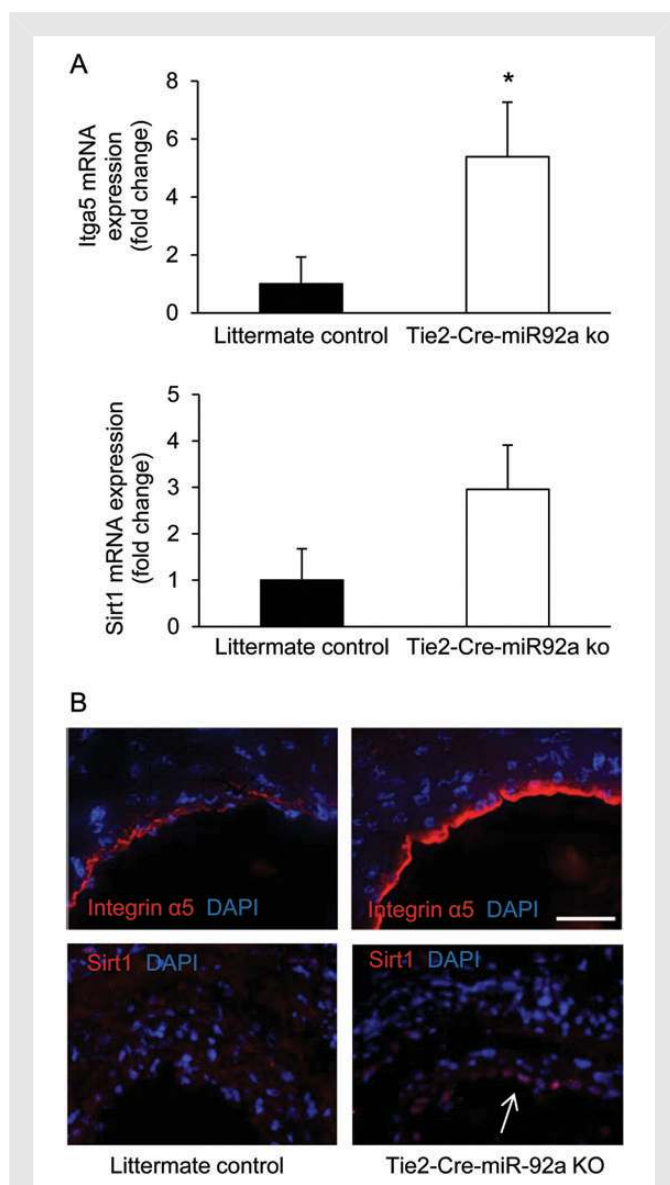 A
Itga5 mRNA
expression
(fold change)
8
6
4
2
0
*
Littermate control Tie2-Cre-miR92a ko
Sirt1 mRNA expression
(fold change)
5
4
3
2
1
0
Littermate control Tie2-Cre-miR92a ko
B
Integrin α5 DAPI
Integrin α5 DAPI
Sirt1 DAPI
Sirt1 DAPI
Littermate control
Tie2-Cre-miR-92a KO